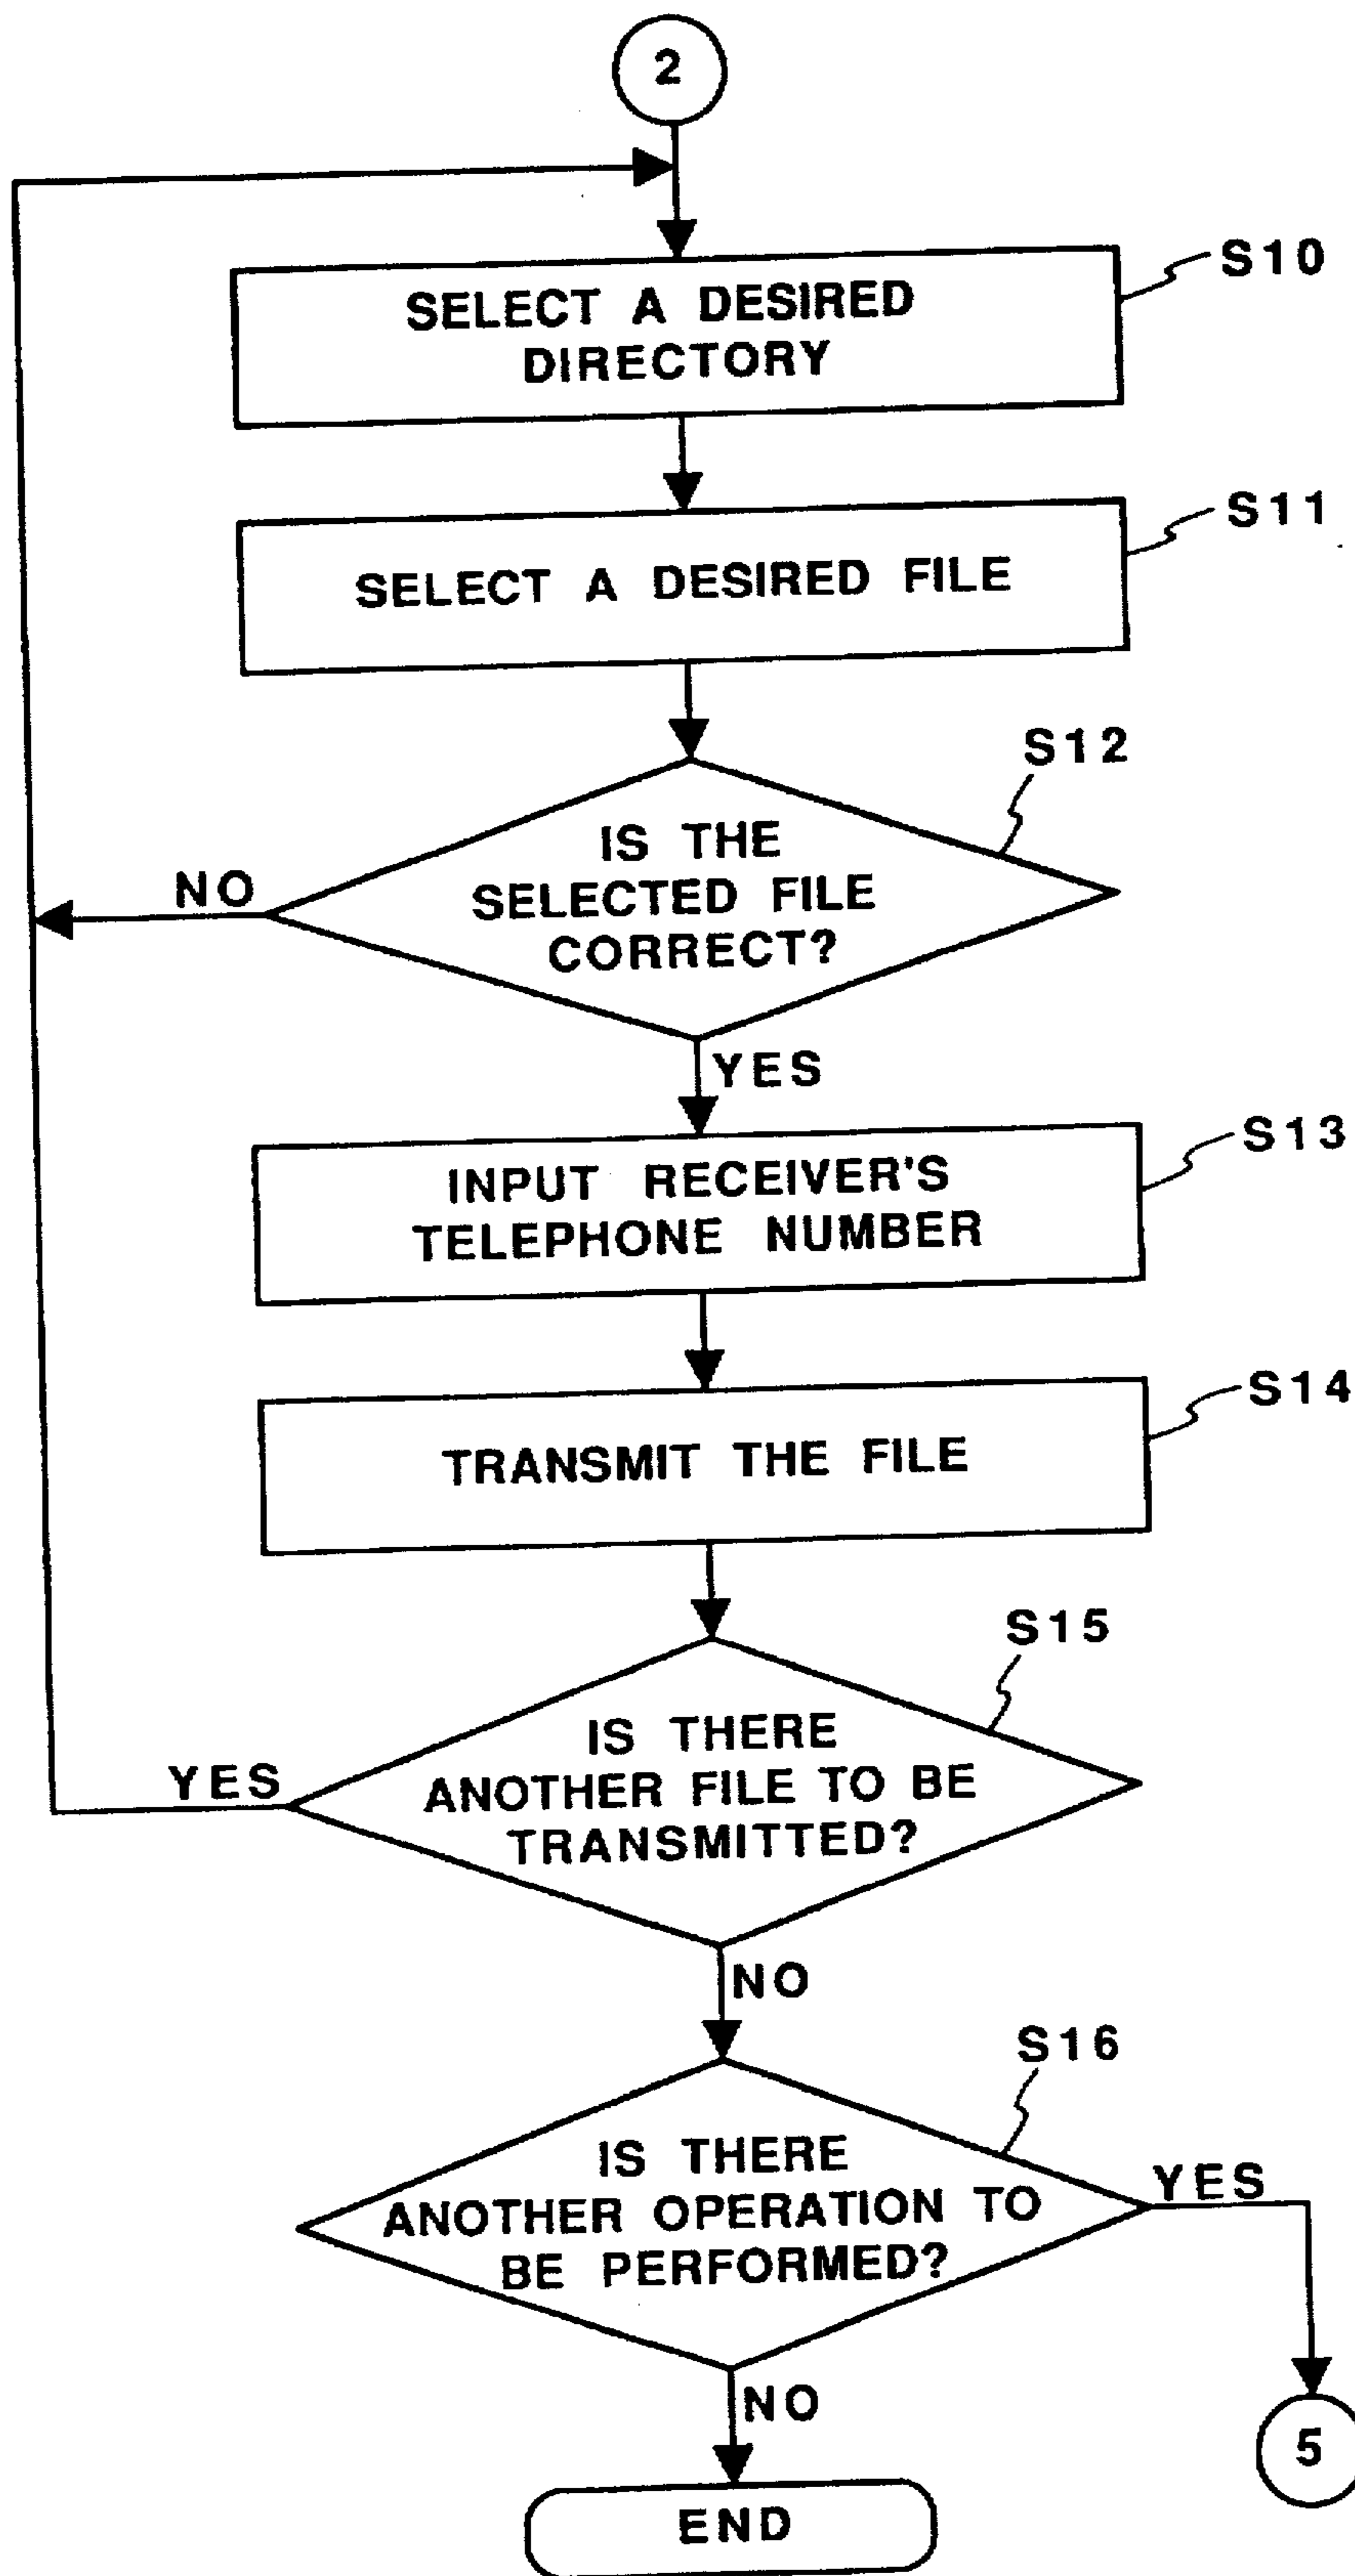 2
S10
SELECT A DESIRED
DIRECTORY
S11
SELECT A DESIRED FILE
S12
IS THE
SELECTED FILE
CORRECT?
NO
YES
S13
INPUT RECEIVER'S
TELEPHONE NUMBER
S14
TRANSMIT THE FILE
S15
IS THERE
ANOTHER FILE TO BE
TRANSMITTED?
YES
NO
S16
IS THERE
ANOTHER OPERATION TO
BE PERFORMED?
YES
NO
5
END